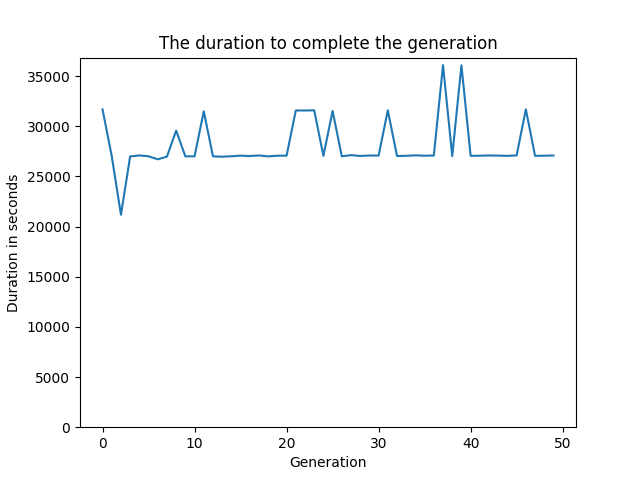 The duration to complete the generation
35000
30000
25000
20000
15000
10000
5000
0
Duration in seconds
0 10 20 30 40 50
Generation